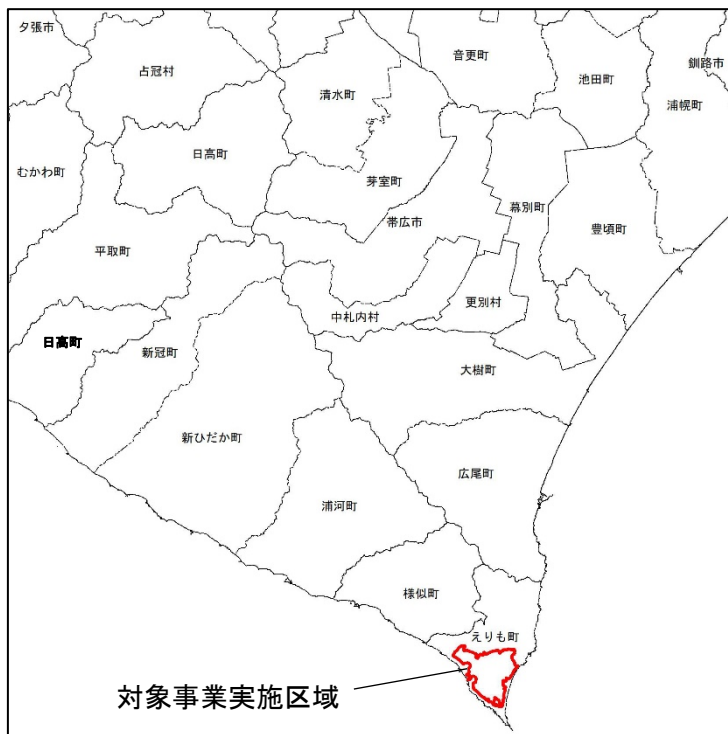 夕張市
占冠村
清水町
音更町
池田町
釧路市
浦幌町
むかわ町
日高町
芽室町
帯広市
幕別町
豊頃町
平取町
中札内村
更別村
日高町
新冠町
大樹町
新ひだか町
広尾町
浦河町
様似町
えりも町
対象事業実施区域